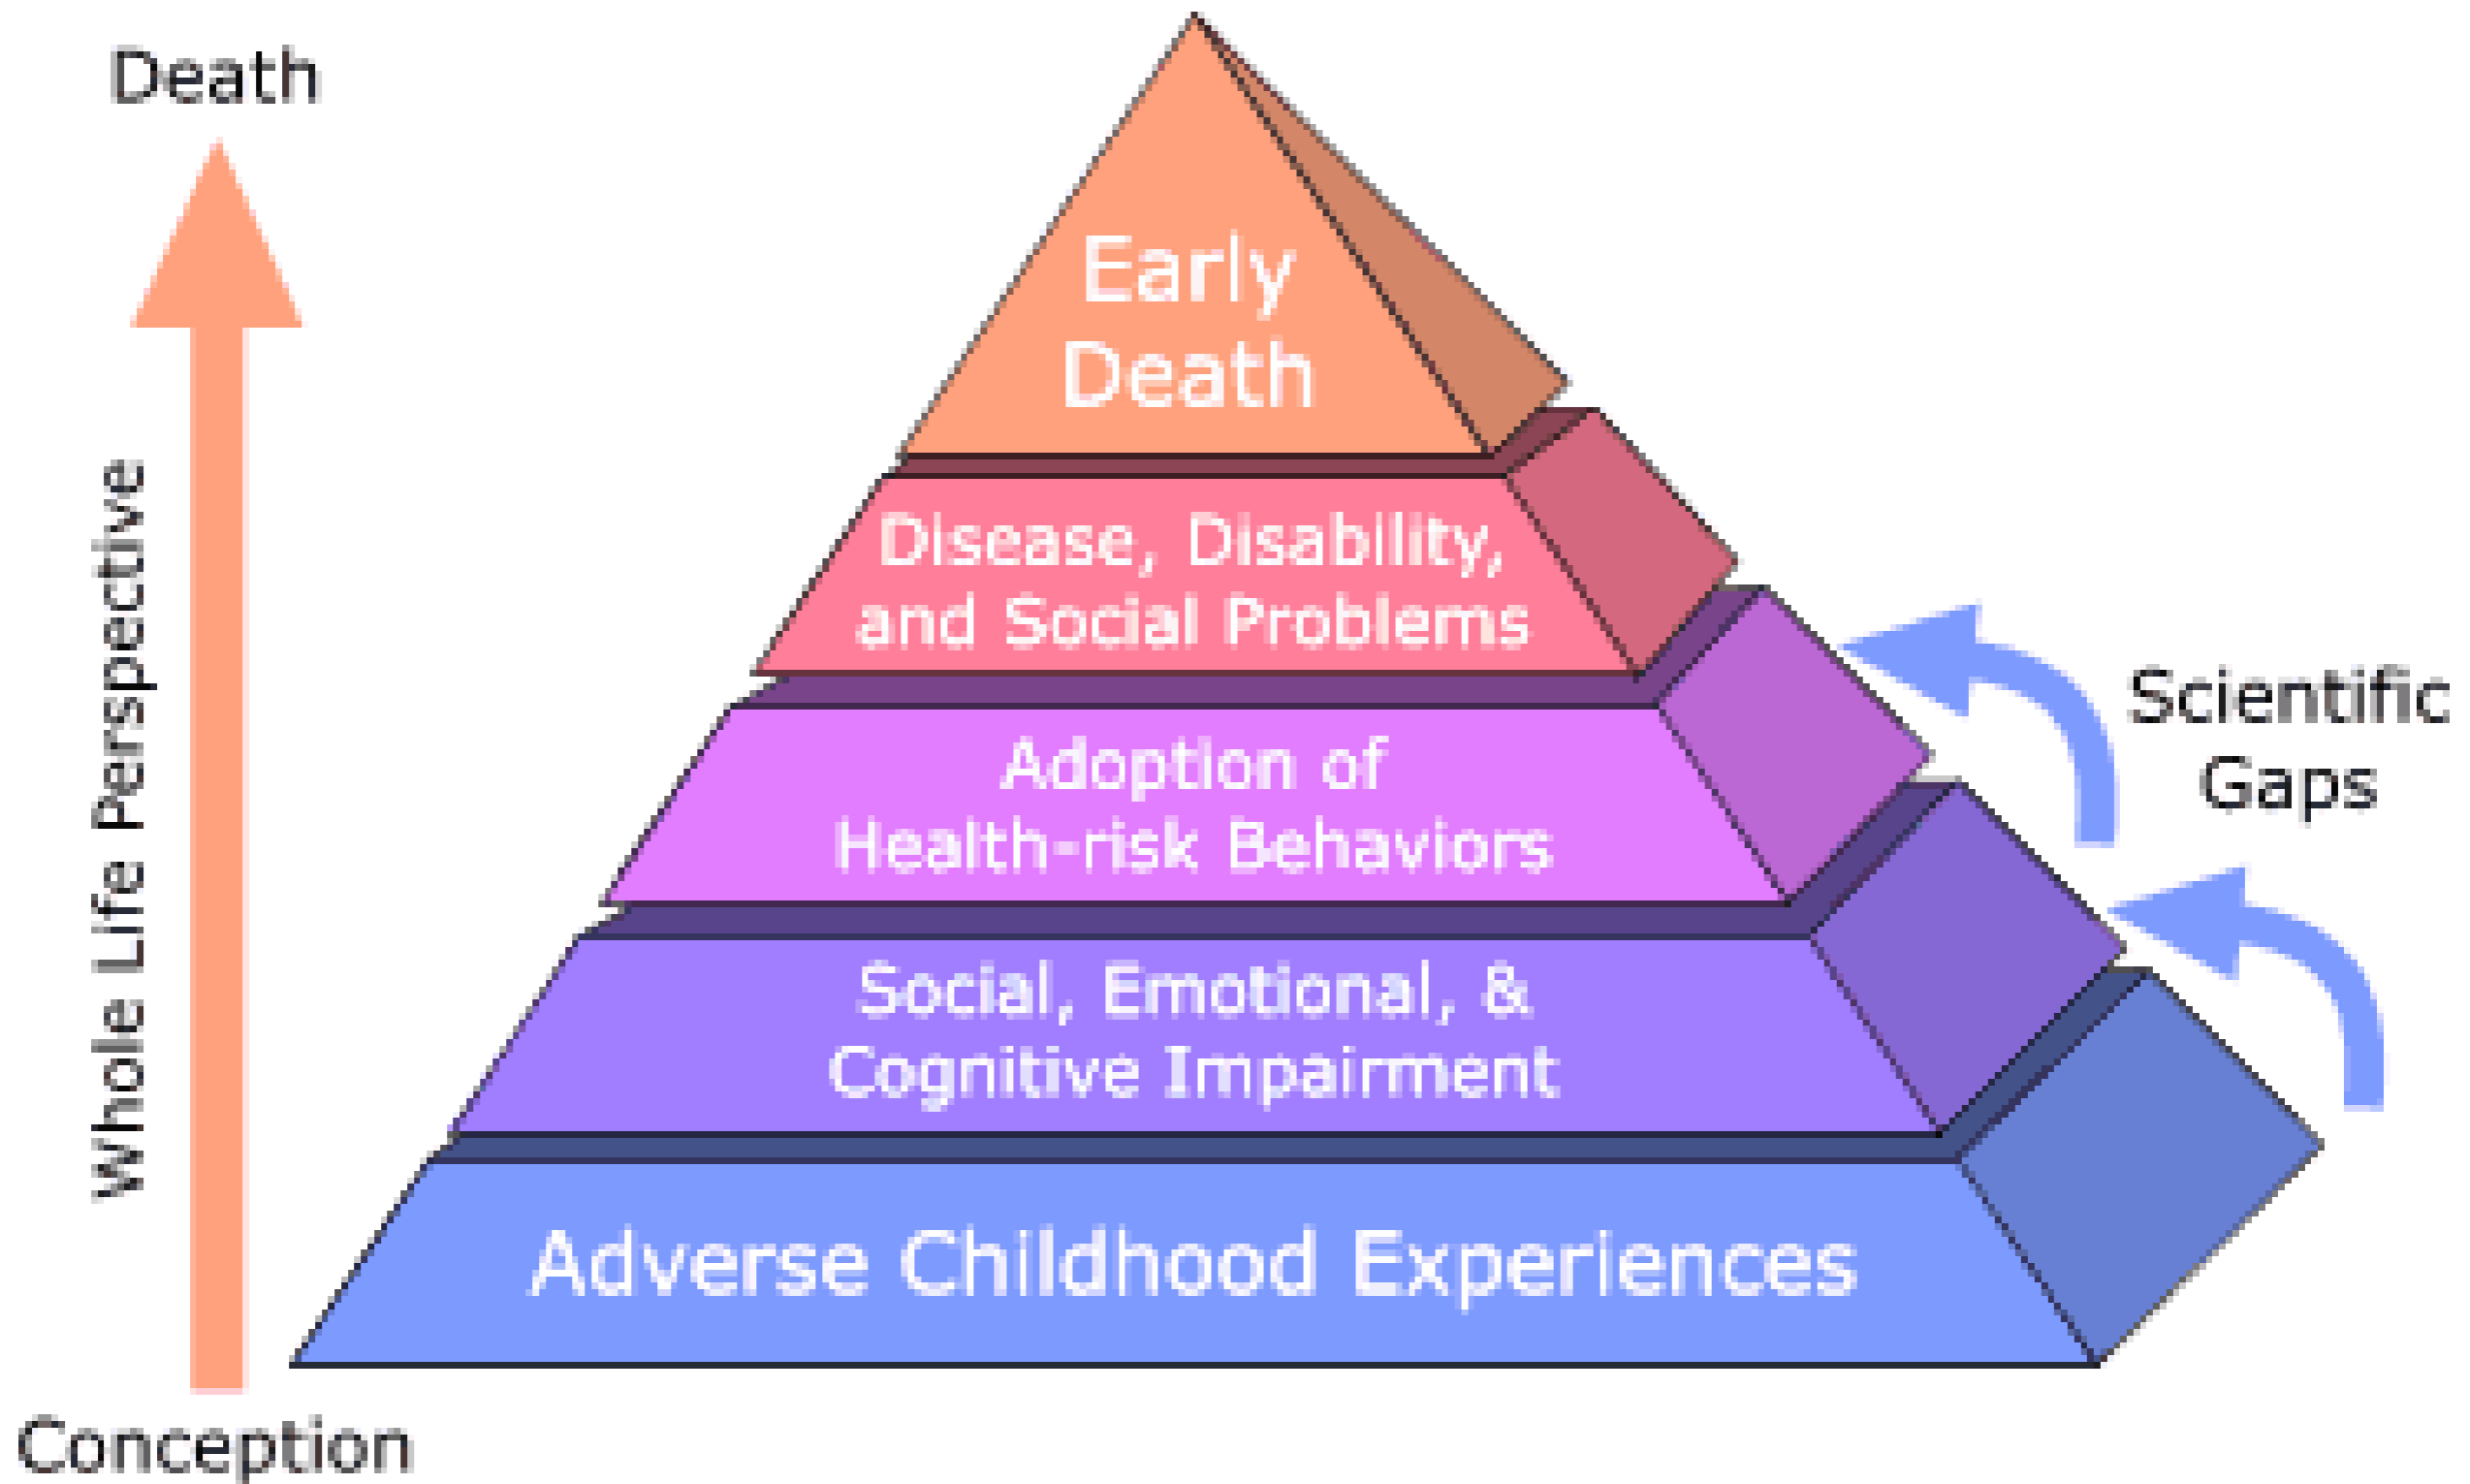 Death
Whole Life Perspective
Conception
Early
Death
Disease, Disability,
and Social Problems
Adoption of
Health-risk Behaviors
Social, Emotional, &
Cognitive Impairment
Adverse Childhood Experiences
Scientific
Gaps